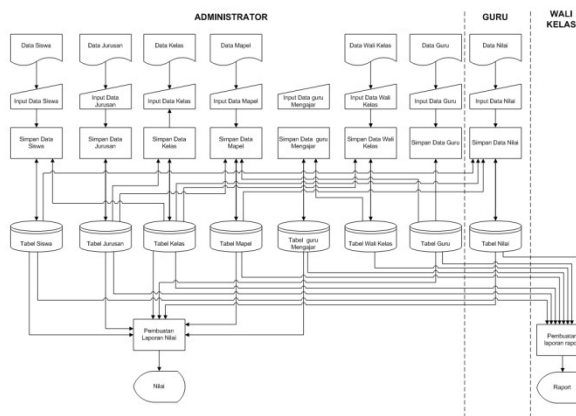 ADMINISTRATOR
GURU
WALI
KELAS
Data Siswa
Data Jurusan
Data Kelas
Data Mapel
Data Wali Kelas
Data Guru
Data Nilai
Input Data Siswa
Input Data
Jurusan
Input Data Kelas
Input Data Mapel
Input Data guru
Mengajar
Input Data Wali
Kelas
Input Data Guru
Input Data Nilai
Simpan Data
Siswa
Simpan Data
Jurusan
Simpan Data
Kelas
Simpan Data
Mapel
Simpan Data guru
Mengajar
Simpan Data Wali
Kelas
Simpan Data Guru
Simpan Data Nilai
Tabel Siswa
Tabel Jurusan
Tabel Kelas
Tabel Mapel
Tabel guru
Mengajar
Tabel Wali Kelas
Tabel Guru
Tabel Nilai
Pembuatan
Laporan Nilai
Pembuatan
laporan rapo
Nilai
Raport